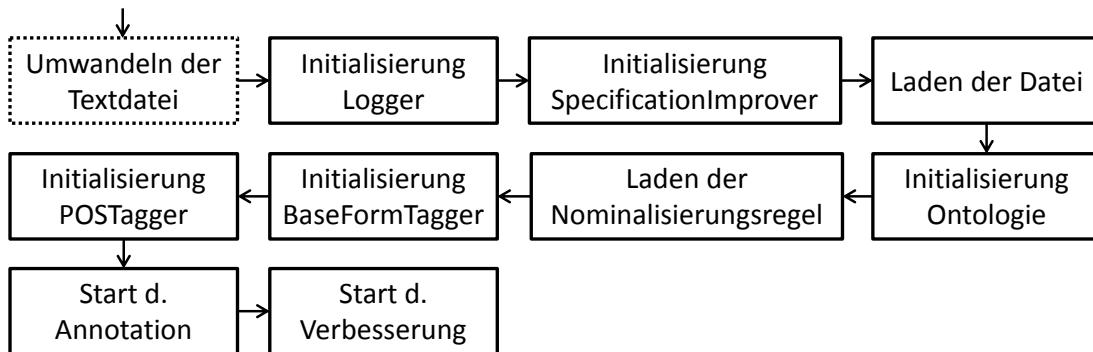 Umwandeln der
Textdatei
Initialisierung
Logger
Initialisierung
SpecificationImprover
Laden der Datei
Initialisierung
POSTagger
Initialisierung
BaseFormTagger
Laden der
Nominalisierungsregel
Initialisierung
Ontologie
Start d.
Annotation
Start d.
Verbesserung